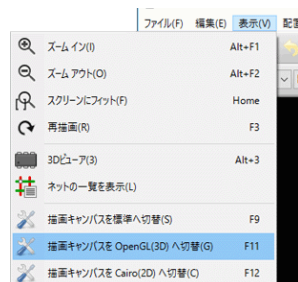 ファイル(F) 編集(E) 表示(V) 配置
ズーム イン(I) Alt+F1
ズーム アウト(O) Alt+F2
スクリーンにフィット(F) Home
再描画(R) F3
3Dビューア(3) Alt+3
ネットの一覧を表示(L)
描画キャンバスを標準へ切替(S) F9
描画キャンバスを OpenGL(3D) へ切替(G) F11
描画キャンバスを Cairo(2D) へ切替(C) F12